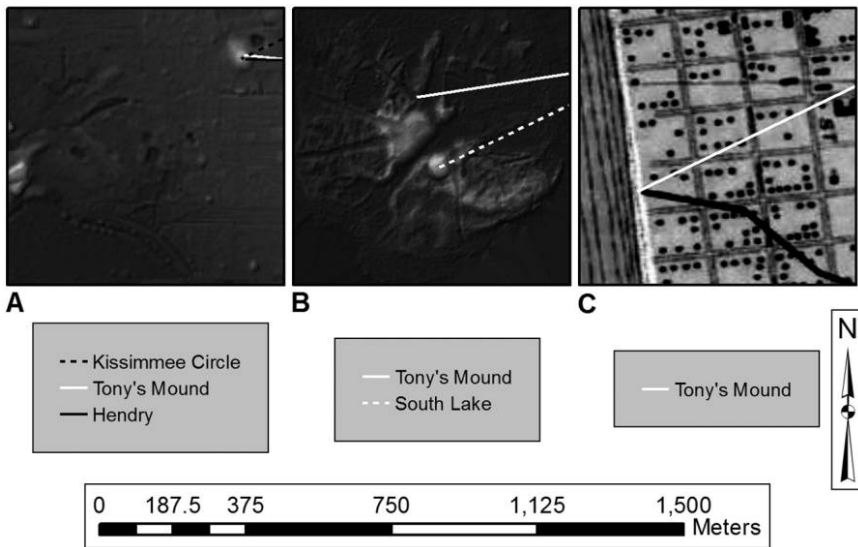 A
B
C
Kissimmee Circle
Tony's Mound
Hendry
Tony's Mound
South Lake
Tony's Mound
N
0 187.5 375 750 1,125 1,500
Meters